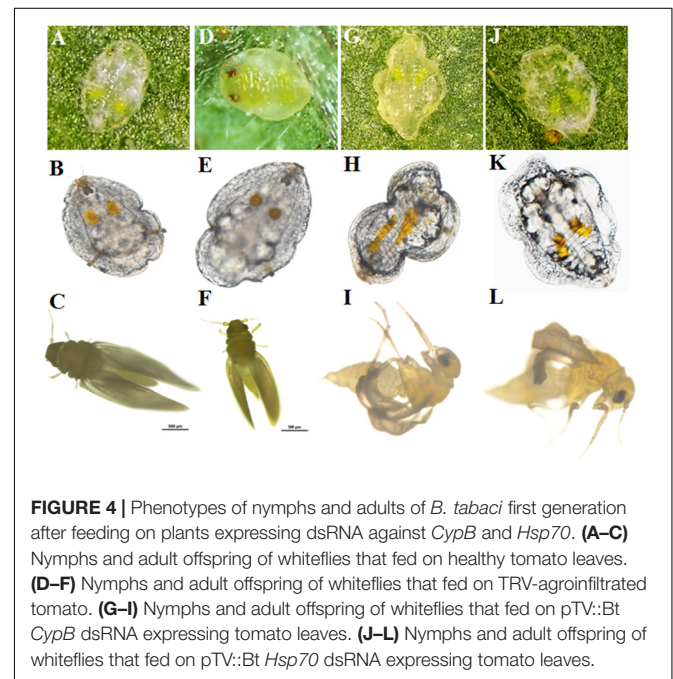 A D G J
B E H K
C F I L
FIGURE 4 | Phenotypes of nymphs and adults of B. tabaci first generation
after feeding on plants expressing dsRNA against CypB and Hsp70. (A–C)
Nymphs and adult offspring of whiteflies that fed on healthy tomato leaves.
(D–F) Nymphs and adult offspring of whiteflies that fed on TRV-agroinfiltrated
tomato. (G–I) Nymphs and adult offspring of whiteflies that fed on pTV::Bt
CypB dsRNA expressing tomato leaves. (J–L) Nymphs and adult offspring of
whiteflies that fed on pTV::Bt Hsp70 dsRNA expressing tomato leaves.